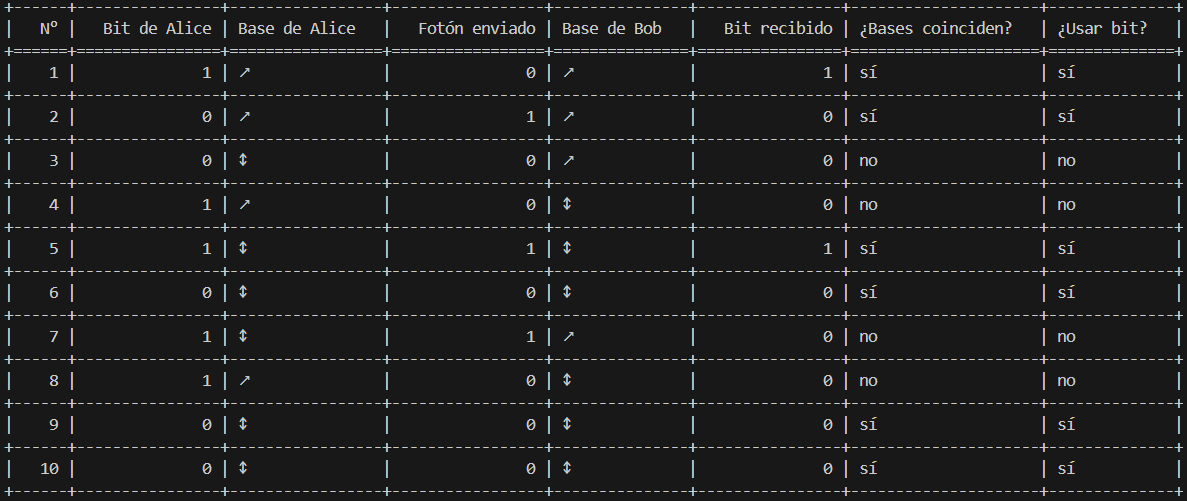 +------+----------------+----------------+----------------+--------------+----------------+--------------------+-------------+
|   Nº |   Bit de Alice | Base de Alice  |   Fotón enviado | Base de Bob  |   Bit recibido | ¿Bases coinciden?  | ¿Usar bit?  |
+======+================+================+================+==============+================+====================+=============+
|    1 |              1 | ↗              |               0 | ↗            |              1 | sí                 | sí          |
+------+----------------+----------------+----------------+--------------+----------------+--------------------+-------------+
|    2 |              0 | ↗              |               1 | ↗            |              0 | sí                 | sí          |
+------+----------------+----------------+----------------+--------------+----------------+--------------------+-------------+
|    3 |              0 | ↕              |               0 | ↗            |              0 | no                 | no          |
+------+----------------+----------------+----------------+--------------+----------------+--------------------+-------------+
|    4 |              1 | ↗              |               0 | ↕            |              0 | no                 | no          |
+------+----------------+----------------+----------------+--------------+----------------+--------------------+-------------+
|    5 |              1 | ↕              |               1 | ↕            |              1 | sí                 | sí          |
+------+----------------+----------------+----------------+--------------+----------------+--------------------+-------------+
|    6 |              0 | ↕              |               0 | ↕            |              0 | sí                 | sí          |
+------+----------------+----------------+----------------+--------------+----------------+--------------------+-------------+
|    7 |              1 | ↕              |               1 | ↗            |              0 | no                 | no          |
+------+----------------+----------------+----------------+--------------+----------------+--------------------+-------------+
|    8 |              1 | ↗              |               0 | ↕            |              0 | no                 | no          |
+------+----------------+----------------+----------------+--------------+----------------+--------------------+-------------+
|    9 |              0 | ↕              |               0 | ↕            |              0 | sí                 | sí          |
+------+----------------+----------------+----------------+--------------+----------------+--------------------+-------------+
|   10 |              0 | ↕              |               0 | ↕            |              0 | sí                 | sí          |
+------+----------------+----------------+----------------+--------------+----------------+--------------------+-------------+